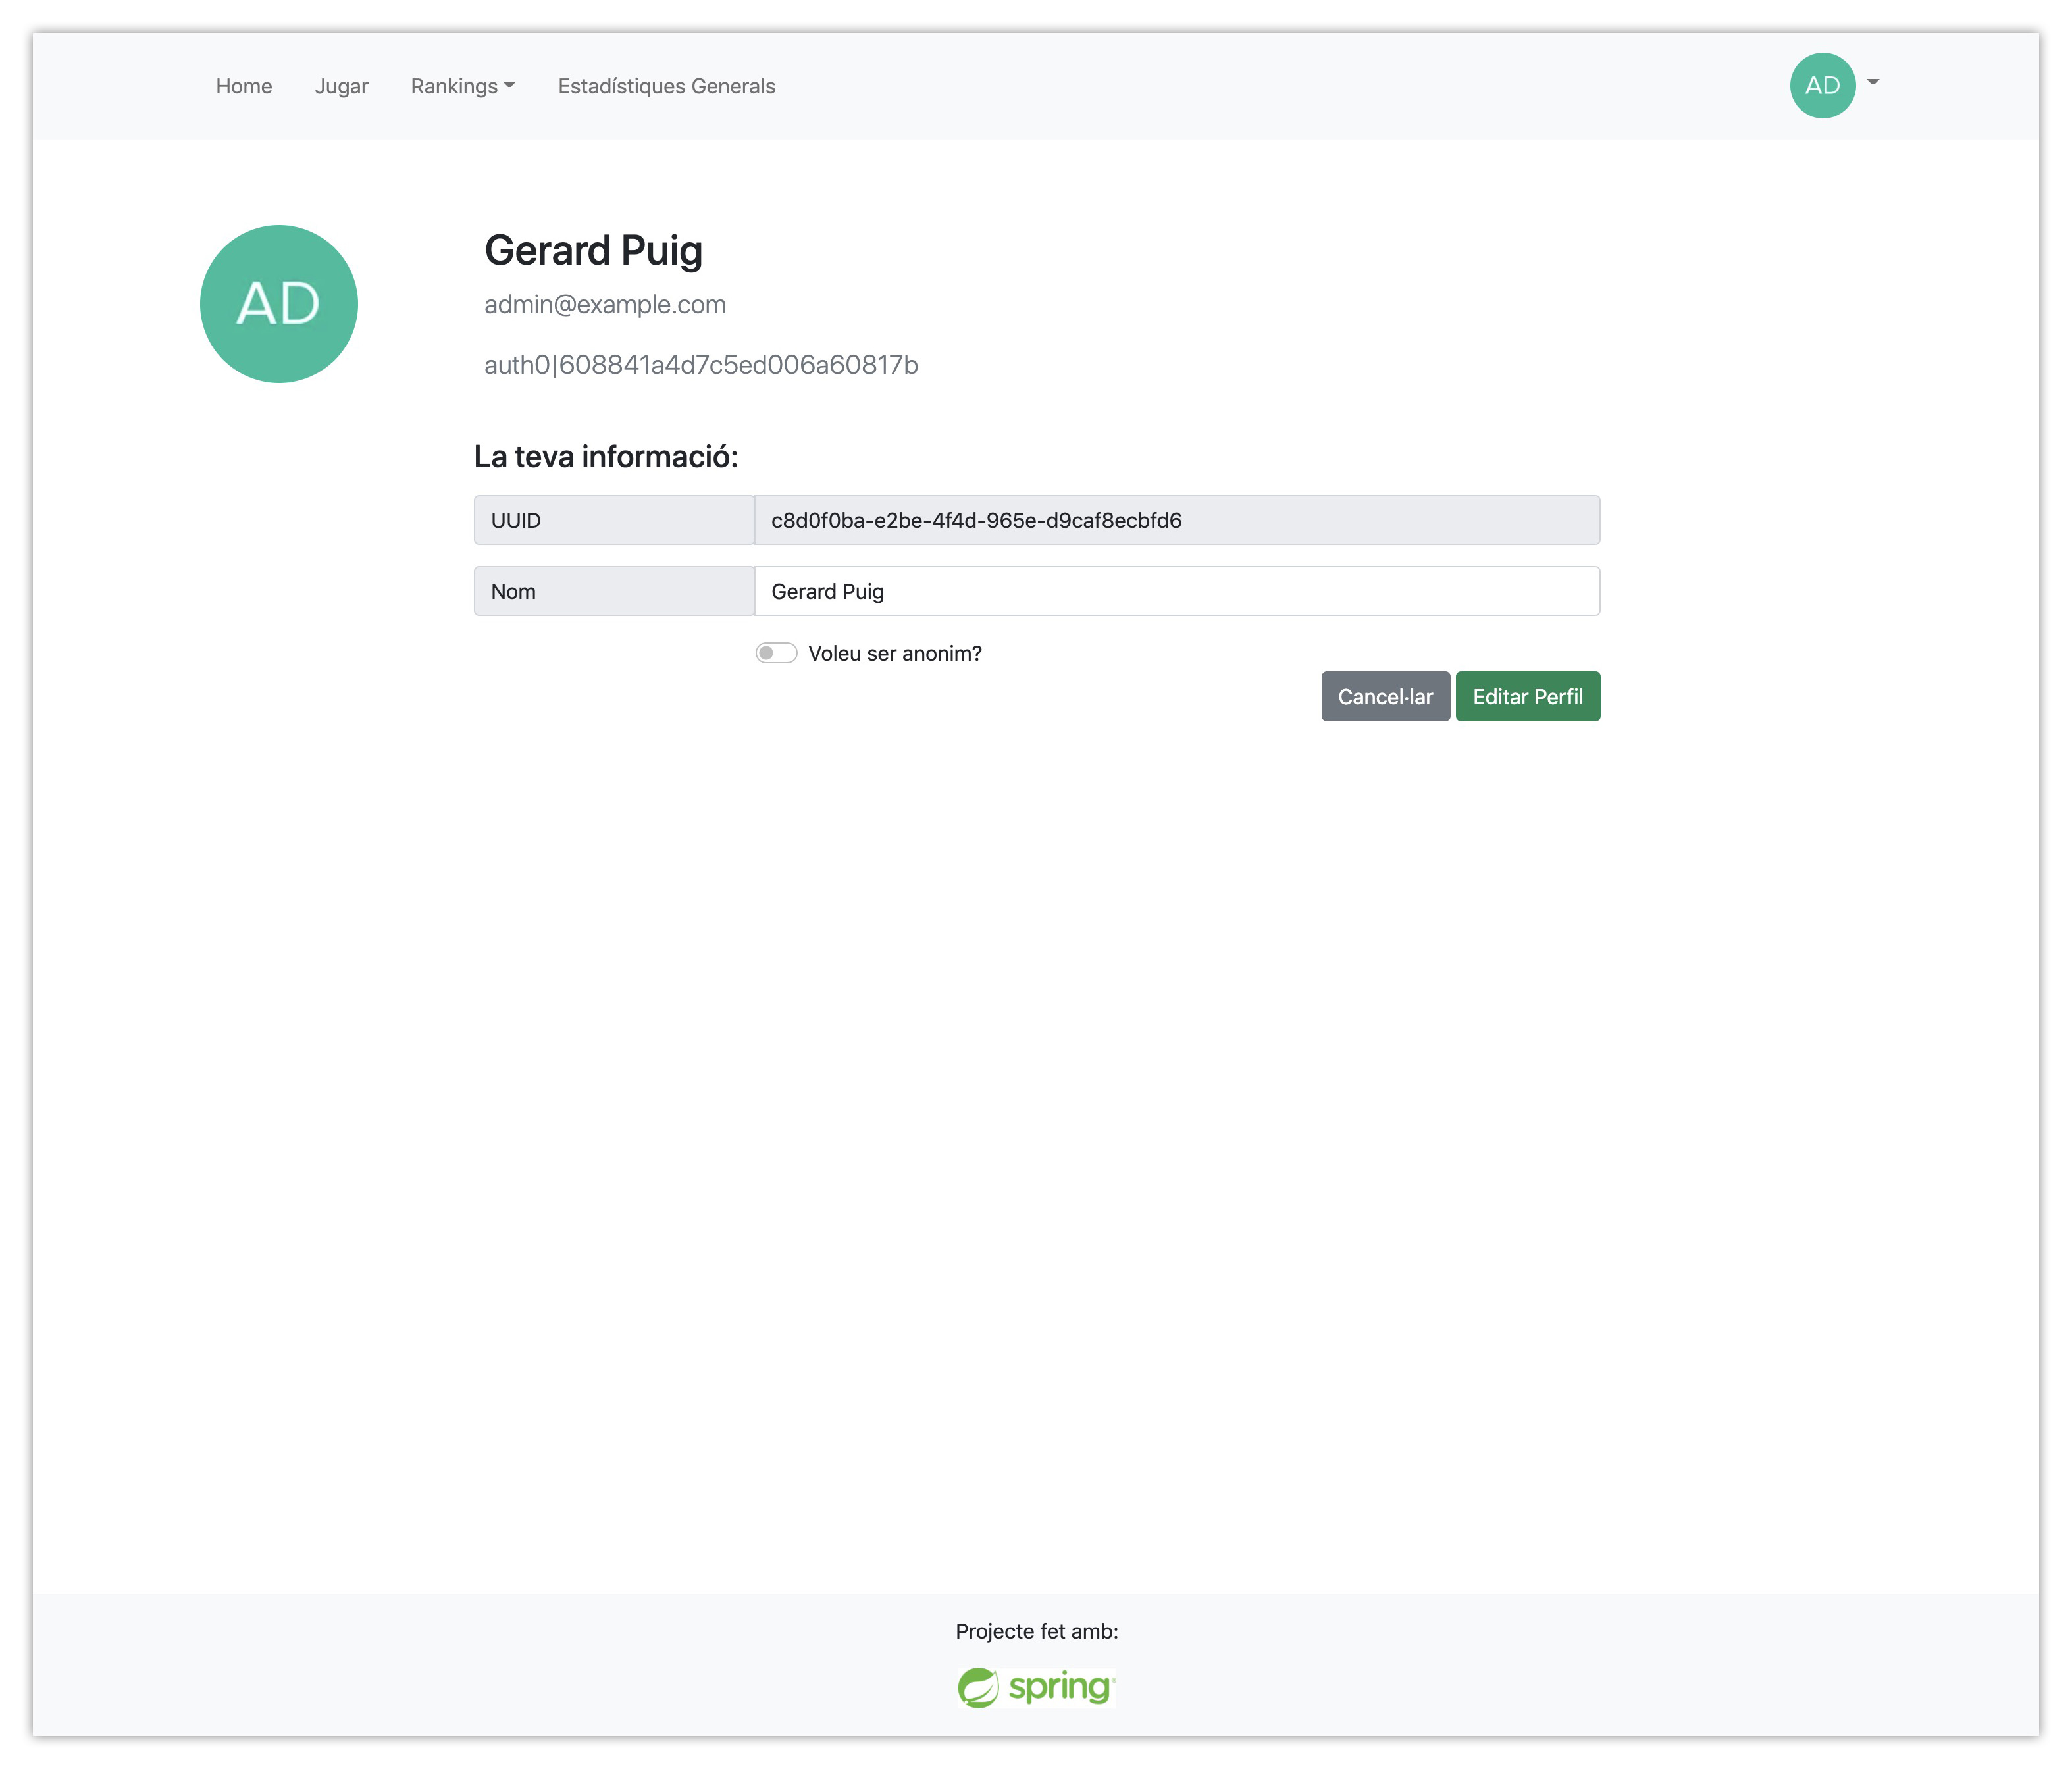 Home Jugar Rankings Estadístiques Generals AD
AD
Gerard Puig
admin@example.com
auth0|608841a4d7c5ed006a60817b
La teva informació:
UUID c8d0f0ba-e2be-4f4d-965e-d9caf8ecbfd6
Nom Gerard Puig
Voleu ser anonim?
Cancel·lar Editar Perfil
Projecte fet amb:
spring